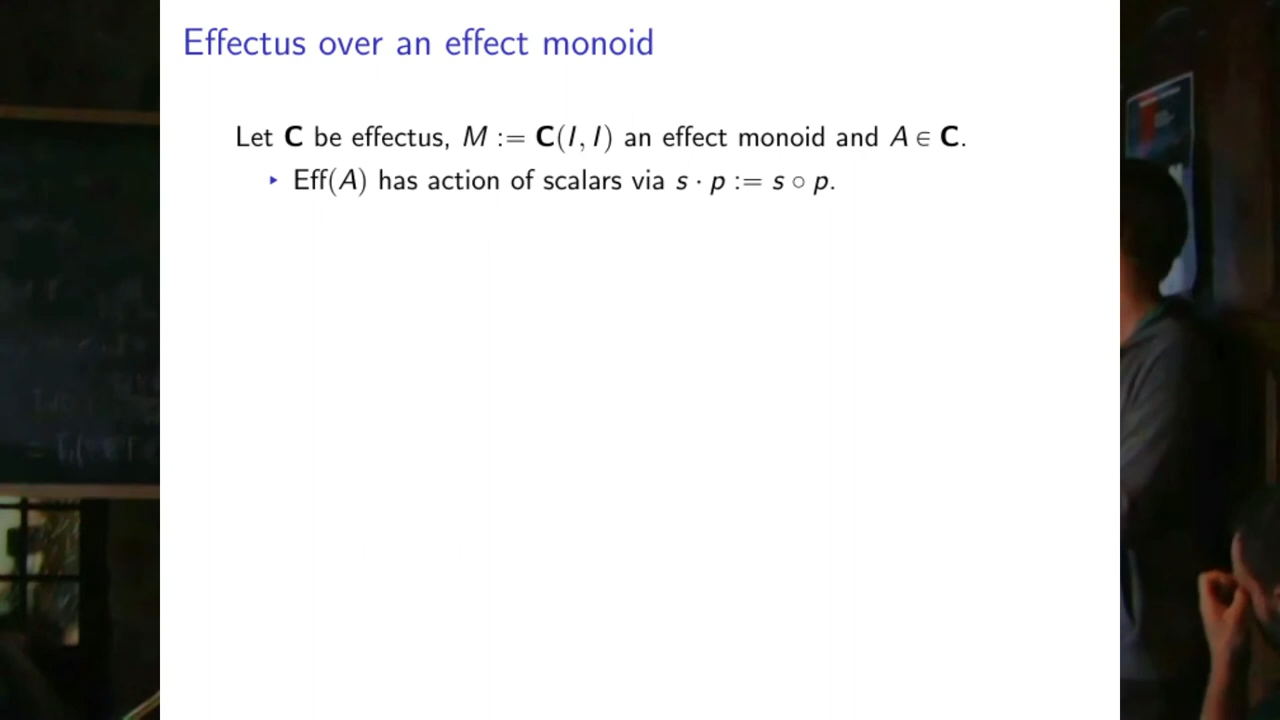 Effectus over an effect monoid
Let C be effectus, M := C(I, I) an effect monoid and A ∈ C.
▸ Eff(A) has action of scalars via s · p := s ∘ p.